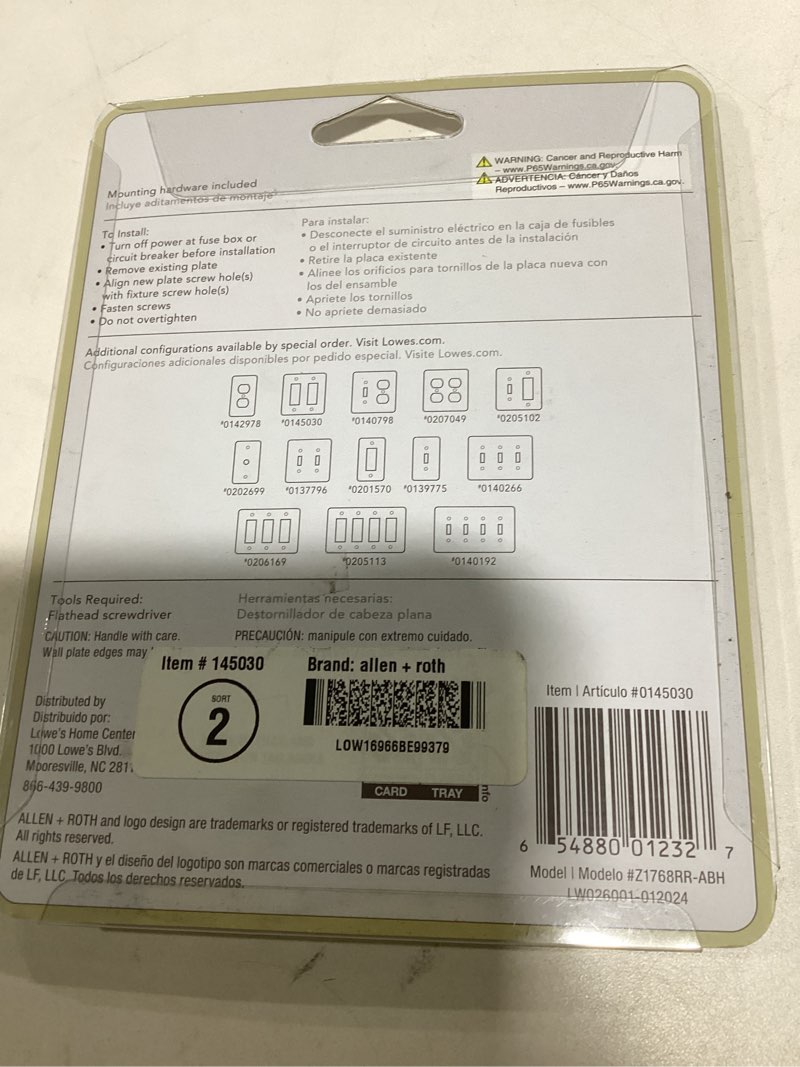 WARNING: Cancer and Reproductive Harm
– www.P65Warnings.ca.gov.
ADVERTENCIA: Cáncer y Daños
Reproductivos – www.P65Warnings.ca.gov.
Mounting hardware included
Incluye aditamentos de montaje
To Install:
• Turn off power at fuse box or
circuit breaker before installation
• Remove existing plate
• Align new plate screw hole(s)
with fixture screw hole(s)
• Fasten screws
• Do not overtighten
Para instalar:
• Desconecte el suministro eléctrico en la caja de fusibles
o el interruptor de circuito antes de la instalación
• Retire la placa existente
• Alinee los orificios para tornillos de la placa nueva con
los del ensamble
• Apriete los tornillos
• No apriete demasiado
Additional configurations available by special order. Visit Lowes.com.
Configuraciones adicionales disponibles por pedido especial. Visite Lowes.com.
#0142978 #0145030 #0140798 #0207049 #0205102
#0202699 #0137796 #0201570 #0139775 #0140266
#0206169 #0205113 #0140192
Tools Required:
Flathead screwdriver
Herramientas necesarias:
Destornillador de cabeza plana
CAUTION: Handle with care.
Wall plate edges may
PRECAUCIÓN: manipule con extremo cuidado.
Item # 145030
Brand: allen + roth
SORT
2
LOW16966BE99379
Distributed by
Distribuido por:
Lowe's Home Center
1000 Lowe's Blvd.
Mooresville, NC 2811
866-439-9800
CARD TRAY
Item | Artículo #0145030
6 54880 01232 7
Model | Modelo #Z1768RR-ABH
LW026001-012024
ALLEN + ROTH and logo design are trademarks or registered trademarks of LF, LLC.
All rights reserved.
ALLEN + ROTH y el diseño del logotipo son marcas comerciales o marcas registradas
de LF, LLC. Todos los derechos reservados.